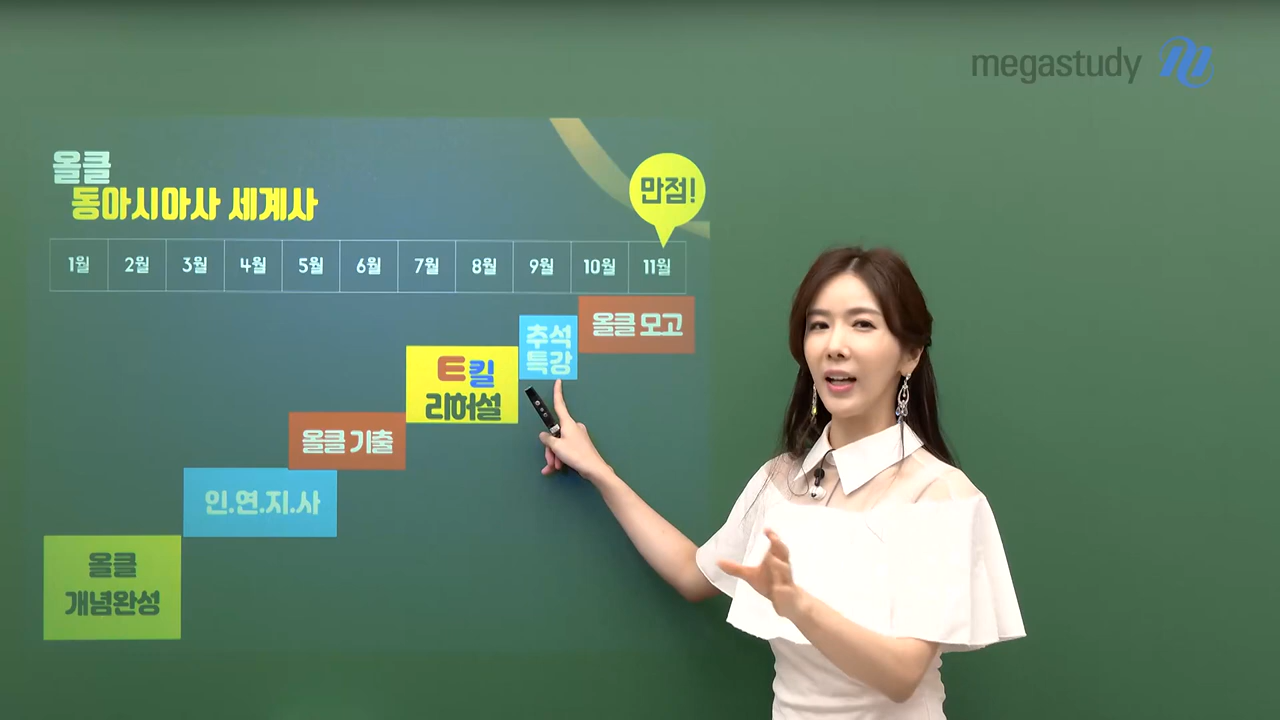 megastudy
올클
동아시아사 세계사
만점!
1월 2월 3월 4월 5월 6월 7월 8월 9월 10월 11월
올클 모고
추석
특강
E킬
리허설
올클 기출
인.연.지.사
올클
개념완성